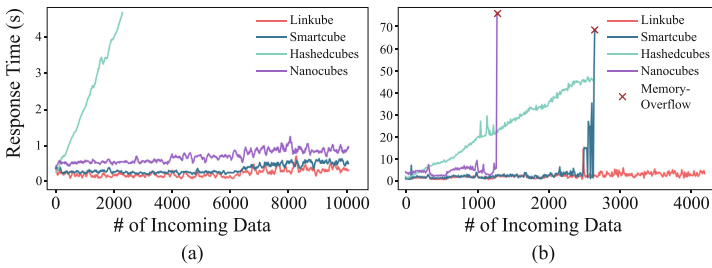 Response Time (s)
4
3
2
1
0
Linkube
Smartcube
Hashedcubes
Nanocubes
0
2000
4000
6000
8000
10000
# of Incoming Data
(a)
70
60
50
40
30
20
10
0
Linkube
Smartcube
Hashedcubes
Nanocubes
Memory-
Overflow
0
1000
2000
3000
4000
# of Incoming Data
(b)